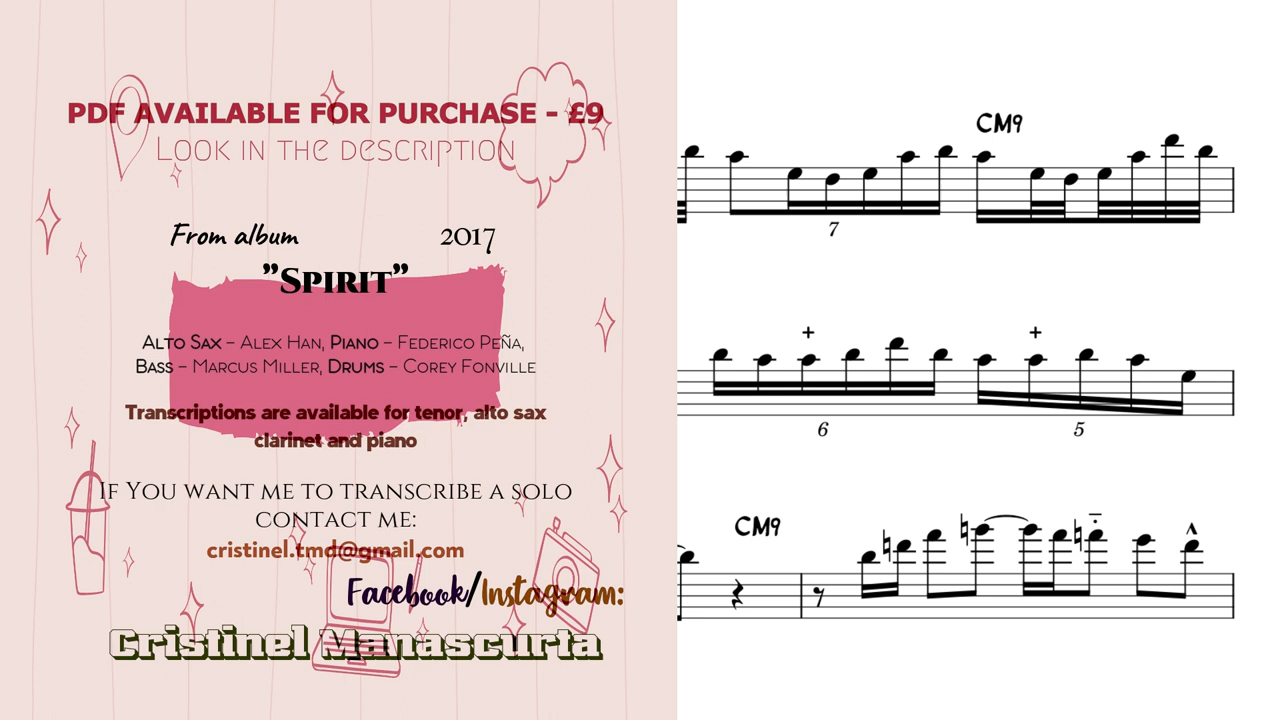 PDF AVAILABLE FOR PURCHASE - £9
LOOK IN THE DESCRIPTION
From album 2017
"SPIRIT"
ALTO SAX – ALEX HAN, PIANO – FEDERICO PEÑA,
BASS – MARCUS MILLER, DRUMS – COREY FONVILLE
Transcriptions are available for tenor, alto sax
clarinet and piano
IF YOU WANT ME TO TRANSCRIBE A SOLO
CONTACT ME:
cristinel.tmd@gmail.com
Facebook/Instagram:
Cristinel Manascurta
CM9
7
6 5
CM9